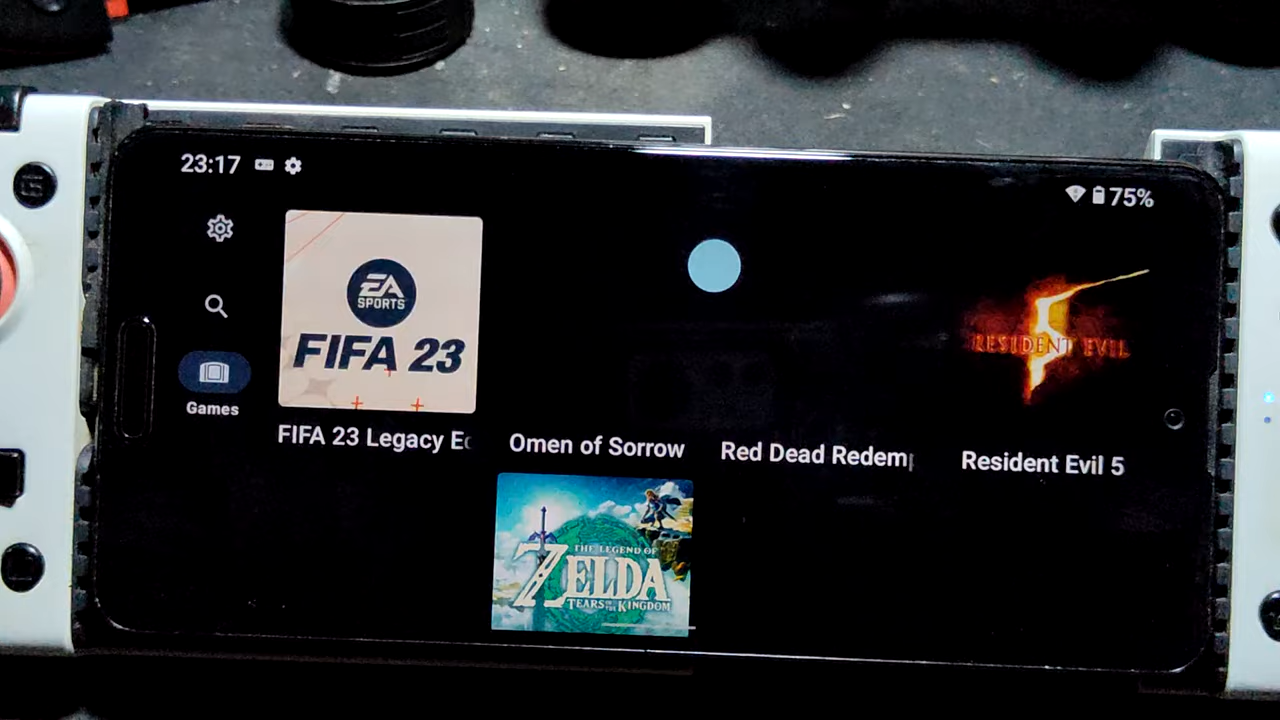 23:17
75%
EA
SPORTS
FIFA 23
RESIDENT EVIL
5
Games
FIFA 23 Legacy Ed
Omen of Sorrow
Red Dead Redem
Resident Evil 5
THE LEGEND OF
ZELDA
TEARS OF THE KINGDOM